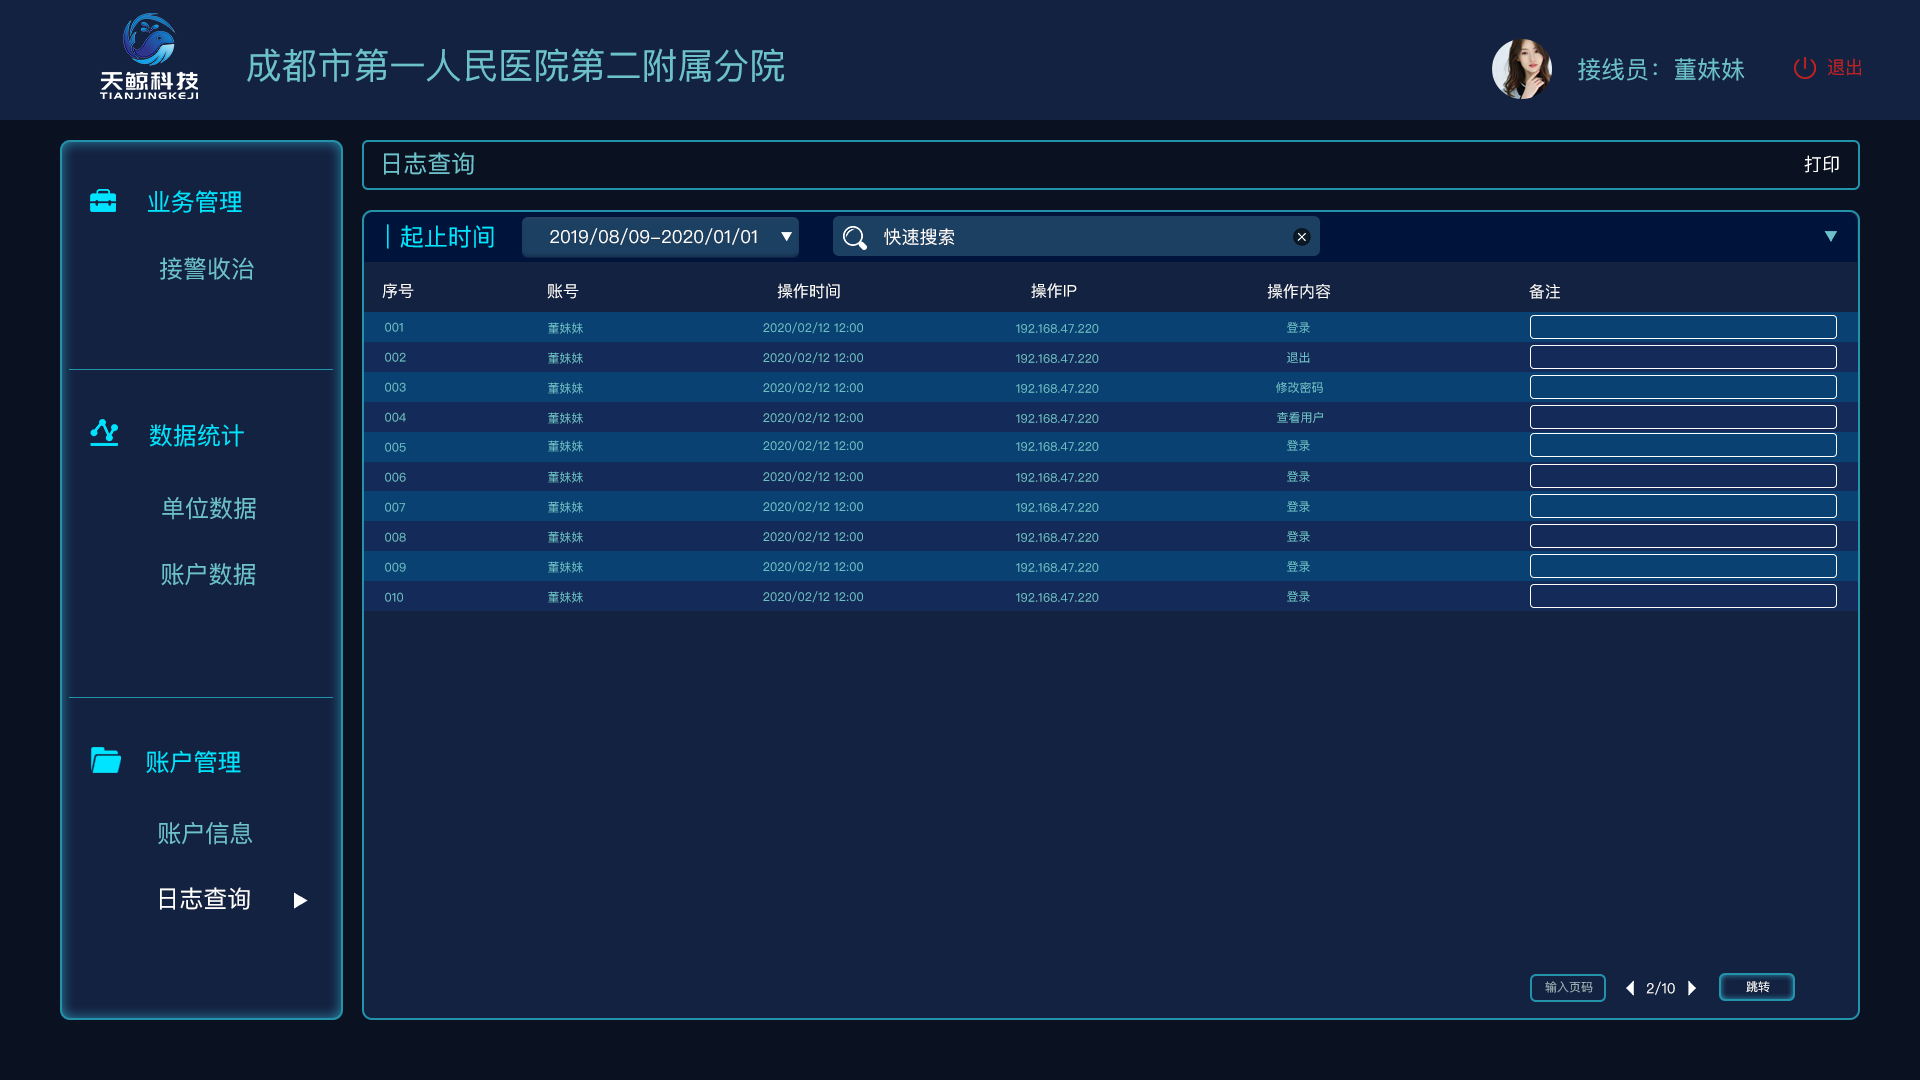 天鲸科技
TIANJINGKEJI
成都市第一人民医院第二附属分院
接线员：董妹妹
退出
业务管理
接警收治
数据统计
单位数据
账户数据
账户管理
账户信息
日志查询
日志查询
打印
起止时间
2019/08/09-2020/01/01
快速搜索
序号 账号 操作时间 操作IP 操作内容 备注
001 董妹妹 2020/02/12 12:00 192.168.47.220 登录
002 董妹妹 2020/02/12 12:00 192.168.47.220 退出
003 董妹妹 2020/02/12 12:00 192.168.47.220 修改密码
004 董妹妹 2020/02/12 12:00 192.168.47.220 查看用户
005 董妹妹 2020/02/12 12:00 192.168.47.220 登录
006 董妹妹 2020/02/12 12:00 192.168.47.220 登录
007 董妹妹 2020/02/12 12:00 192.168.47.220 登录
008 董妹妹 2020/02/12 12:00 192.168.47.220 登录
009 董妹妹 2020/02/12 12:00 192.168.47.220 登录
010 董妹妹 2020/02/12 12:00 192.168.47.220 登录
输入页码 2/10 跳转